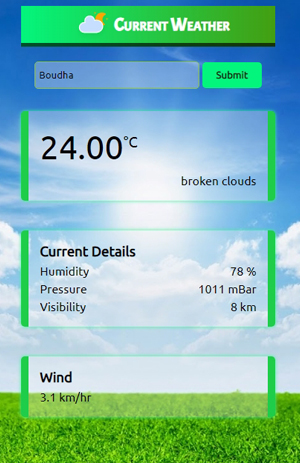 Current Weather
Boudha Submit
24.00°C
broken clouds
Current Details
Humidity 78 %
Pressure 1011 mBar
Visibility 8 km
Wind
3.1 km/hr